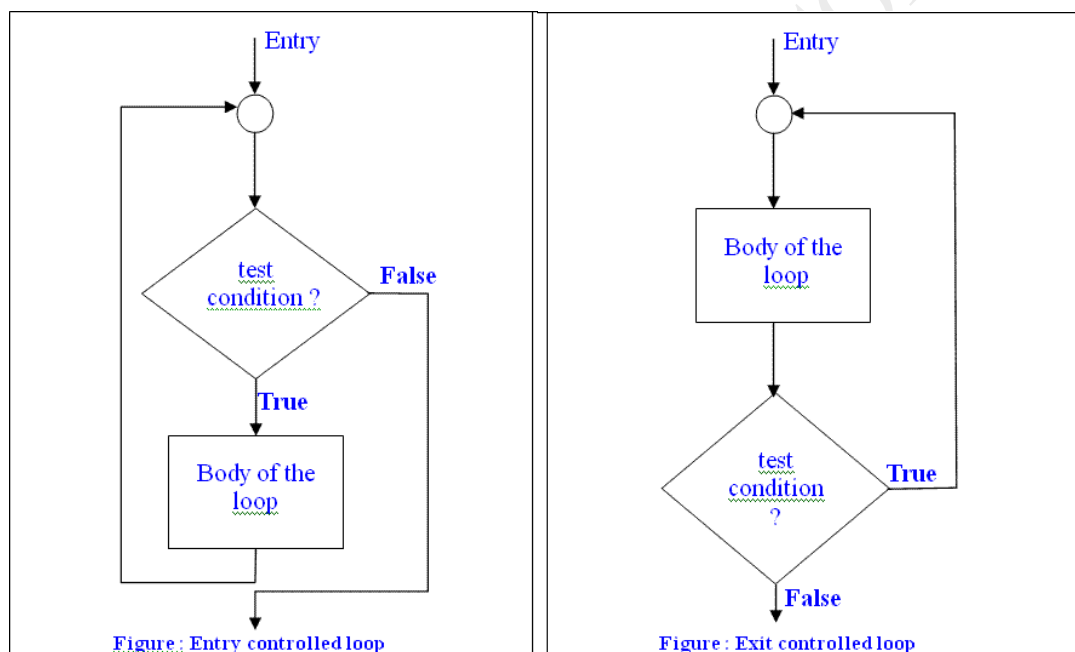 Entry
test
condition ?
False
True
Body of the
loop
Figure : Entry controlled loop
Entry
Body of the
loop
test
condition
?
True
False
Figure : Exit controlled loop